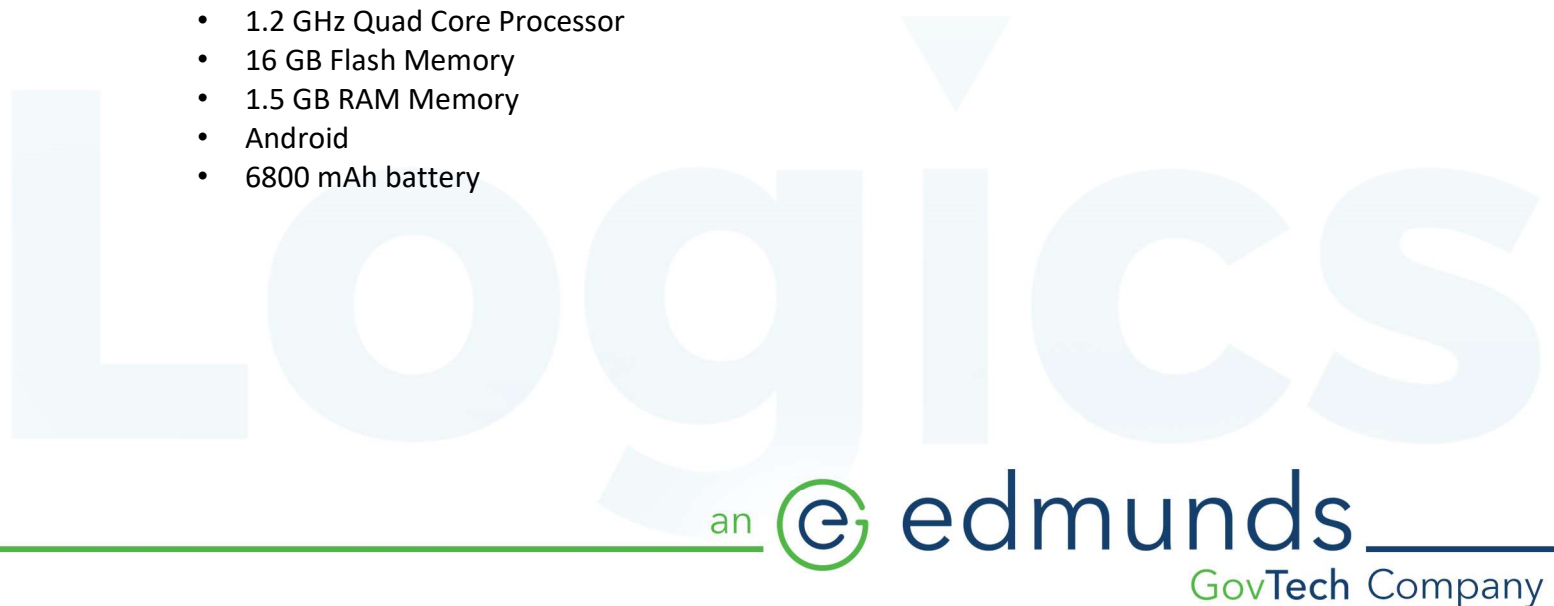 • 1.2 GHz Quad Core Processor
• 16 GB Flash Memory
• 1.5 GB RAM Memory
• Android
• 6800 mAh battery
Logics
an e edmunds
GovTech Company